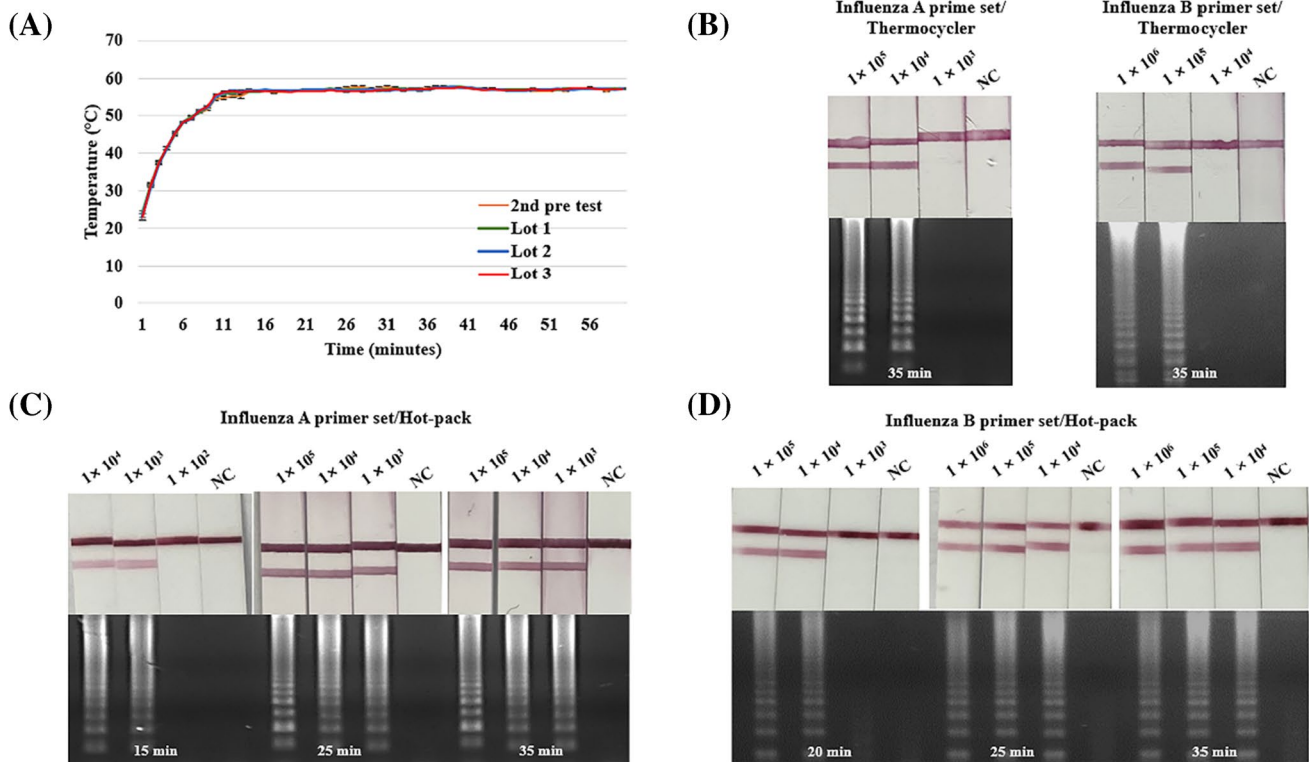 (A)
70
60
50
40
30
20
10
0
Temperature (°C)
2nd pre test
Lot 1
Lot 2
Lot 3
1 6 11 16 21 26 31 36 41 46 51 56
Time (minutes)
(B)
Influenza A prime set/
Thermocycler
1 × 10⁵ 1 × 10⁴ 1 × 10³ NC
35 min
Influenza B primer set/
Thermocycler
1 × 10⁶ 1 × 10⁵ 1 × 10⁴ NC
35 min
(C)
Influenza A primer set/Hot-pack
1 × 10⁴ 1 × 10³ 1 × 10² NC 1 × 10⁵ 1 × 10⁴ 1 × 10³ NC 1 × 10⁵ 1 × 10⁴ 1 × 10³ NC
15 min 25 min 35 min
(D)
Influenza B primer set/Hot-pack
1 × 10⁵ 1 × 10⁴ 1 × 10³ NC 1 × 10⁶ 1 × 10⁵ 1 × 10⁴ NC 1 × 10⁶ 1 × 10⁵ 1 × 10⁴ NC
20 min 25 min 35 min